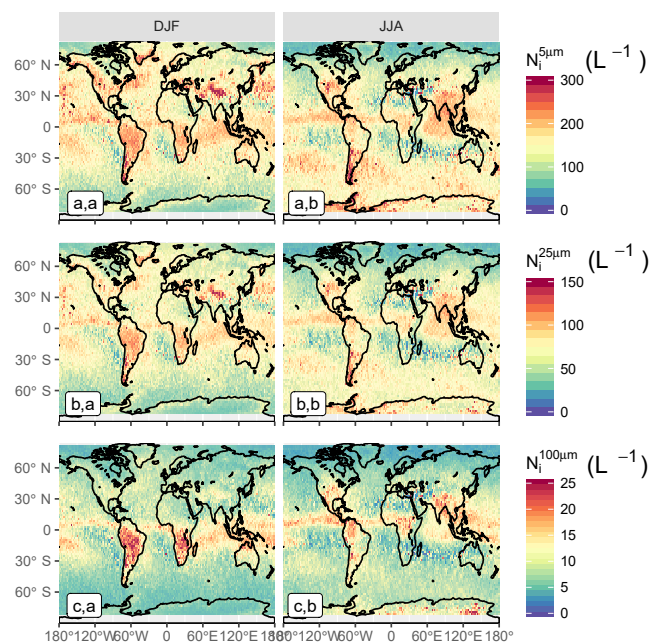 DJF JJA
60° N
30° N
0
30° S
60° S
a,a a,b
N_i^5μm (L⁻¹)
300
200
100
0
60° N
30° N
0
30° S
60° S
b,a b,b
N_i^25μm (L⁻¹)
150
100
50
0
60° N
30° N
0
30° S
60° S
c,a c,b
N_i^100μm (L⁻¹)
25
20
15
10
5
0
180° 120°W 60°W 0 60°E 120°E 180° 120°W 60°W 0 60°E 120°E 180°